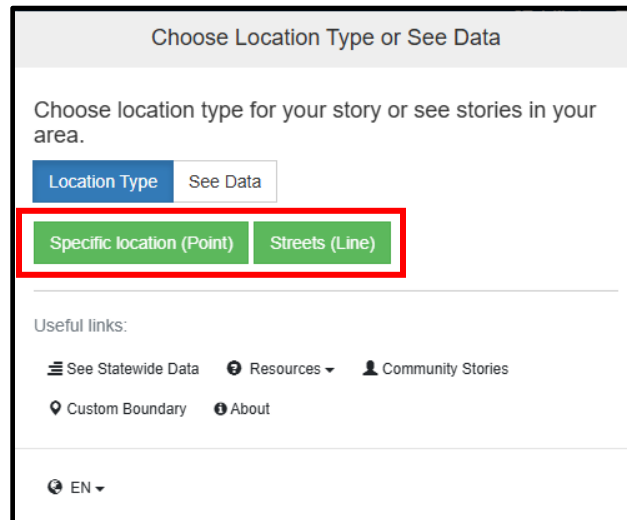 Choose Location Type or See Data
Choose location type for your story or see stories in your
area.
Location Type See Data
Specific location (Point) Streets (Line)
Useful links:
See Statewide Data Resources Community Stories
Custom Boundary About
EN